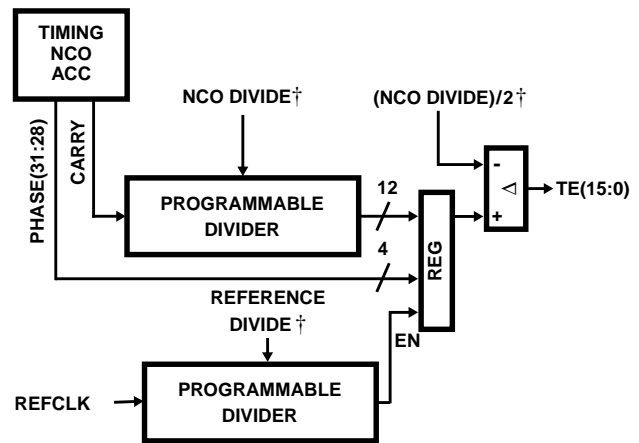 TIMING
NCO
ACC
NCO DIVIDE†
(NCO DIVIDE)/2 †
PHASE(31:28)
CARRY
PROGRAMMABLE
DIVIDER
12
4
REG
-
+
TE(15:0)
REFERENCE
DIVIDE †
EN
REFCLK
PROGRAMMABLE
DIVIDER